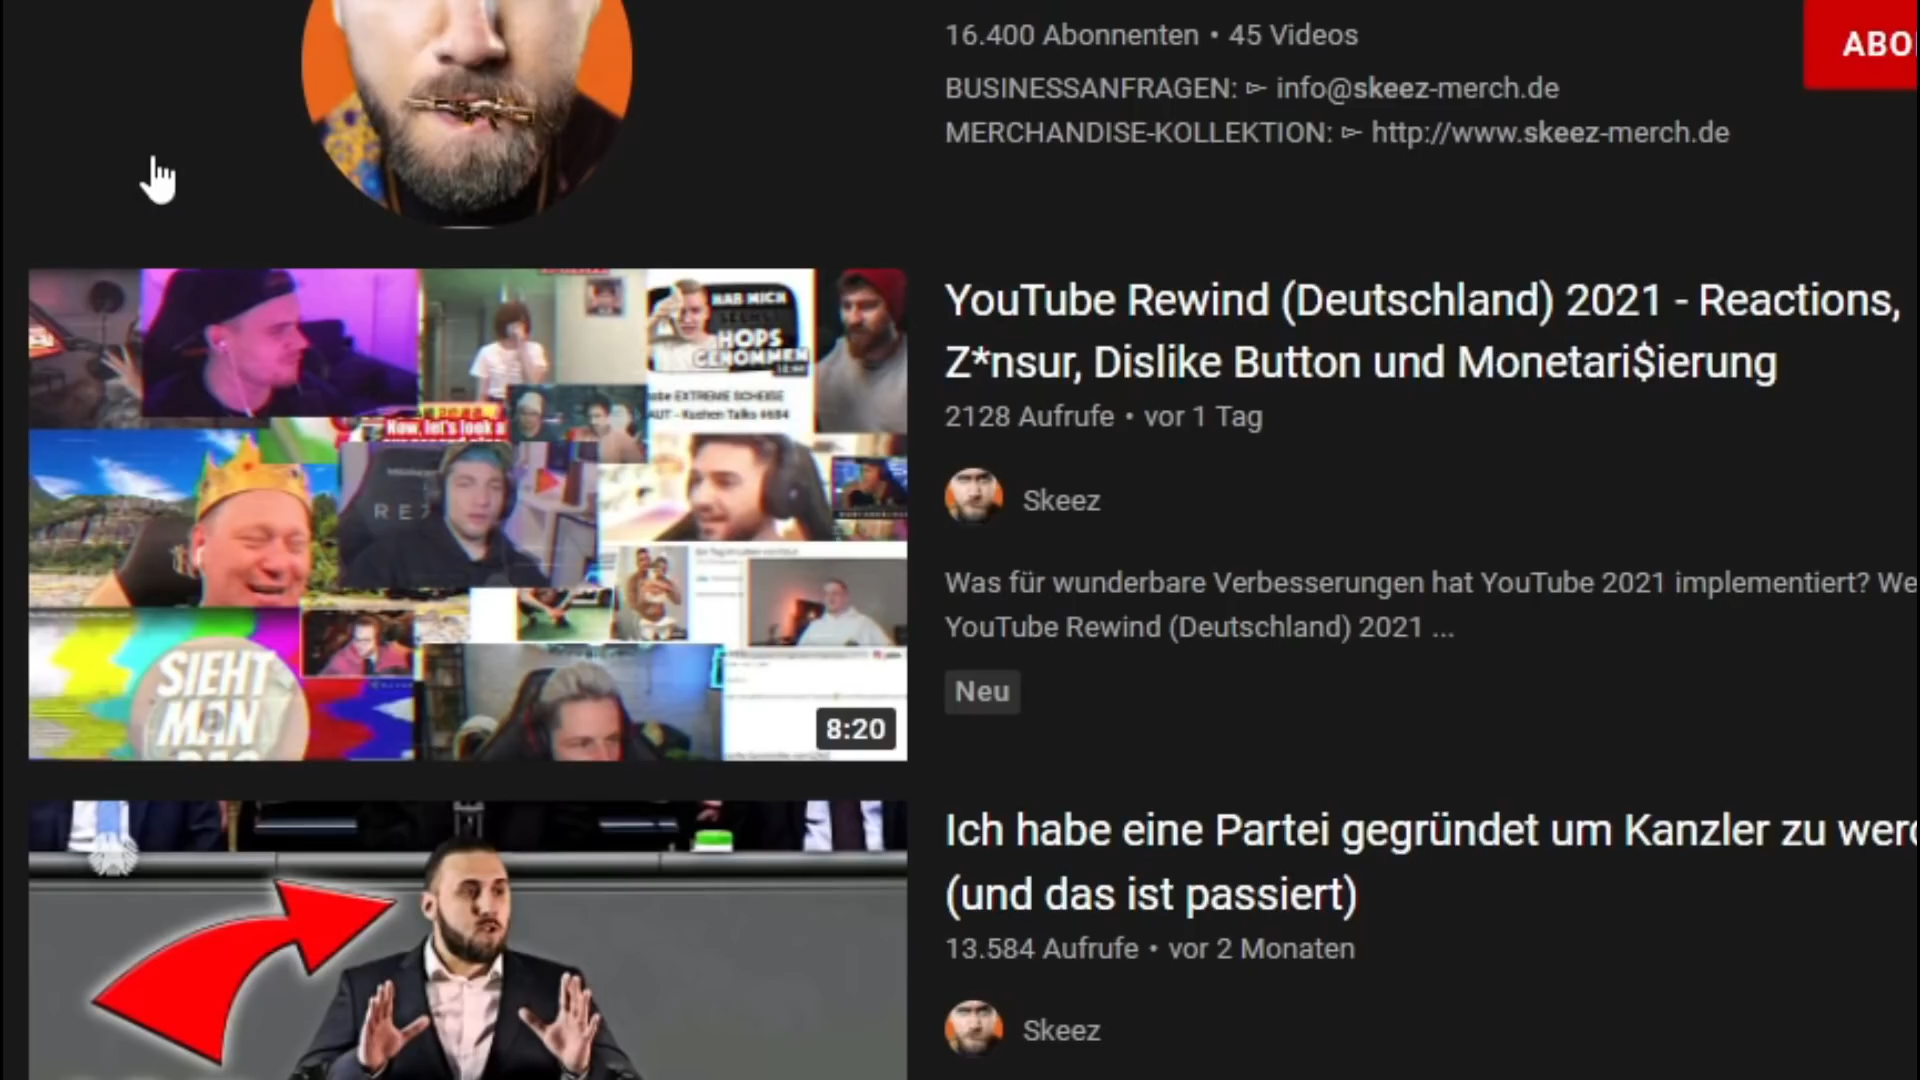 16.400 Abonnenten • 45 Videos
ABO
BUSINESSANFRAGEN: ▻ info@skeez-merch.de
MERCHANDISE-KOLLEKTION: ▻ http://www.skeez-merch.de
HAB MICH
HOPS
GENOMMEN
EXTREME SCHEISE
Now, let's look a
SIEHT
MAN
8:20
YouTube Rewind (Deutschland) 2021 - Reactions,
Z*nsur, Dislike Button und Monetari$ierung
2128 Aufrufe • vor 1 Tag
Skeez
Was für wunderbare Verbesserungen hat YouTube 2021 implementiert? We
YouTube Rewind (Deutschland) 2021 ...
Neu
Ich habe eine Partei gegründet um Kanzler zu werd
(und das ist passiert)
13.584 Aufrufe • vor 2 Monaten
Skeez